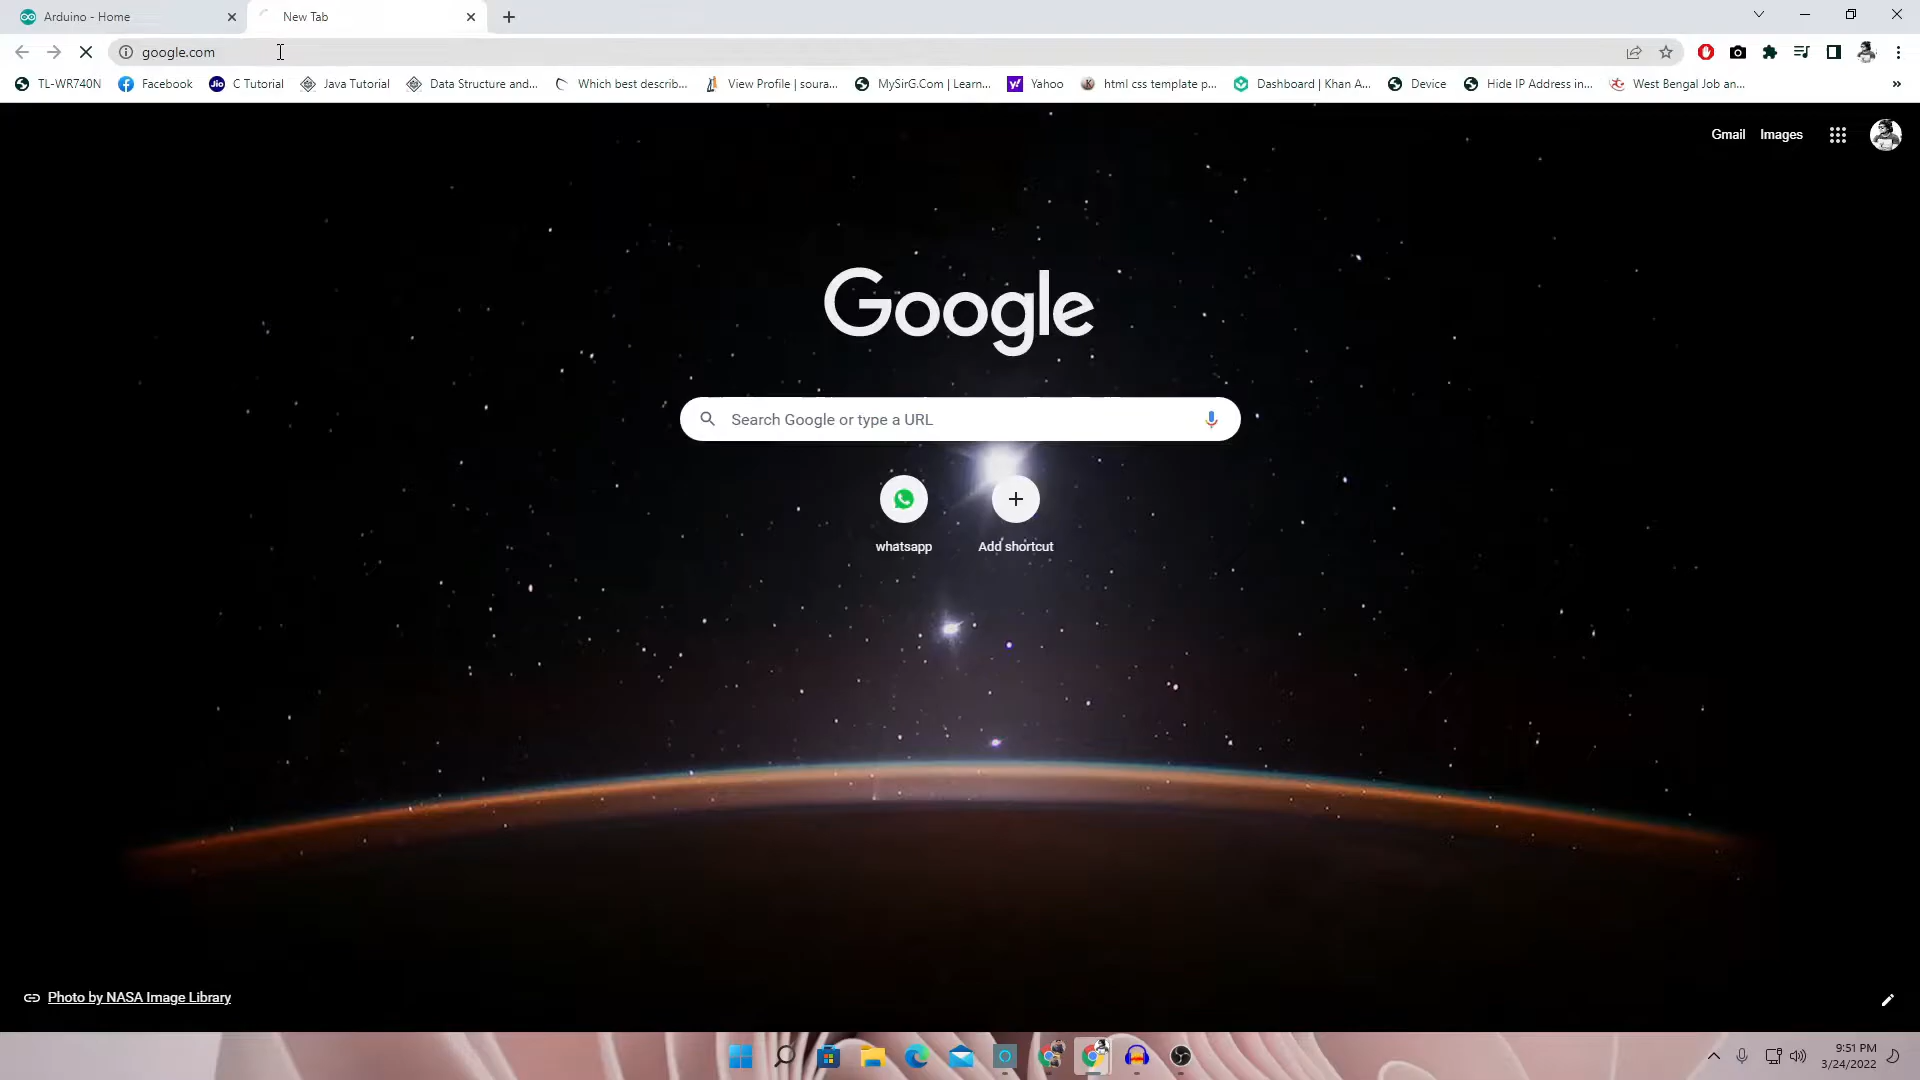 Arduino - Home
New Tab
google.com
TL-WR740N
Facebook
Jio
C Tutorial
Java Tutorial
Data Structure and...
Which best describ...
View Profile | soura...
MySirG.Com | Learn...
Yahoo
html css template p...
Dashboard | Khan A...
Device
Hide IP Address in...
West Bengal Job an...
Gmail
Images
Google
Search Google or type a URL
whatsapp
Add shortcut
Photo by NASA Image Library
9:51 PM
3/24/2022